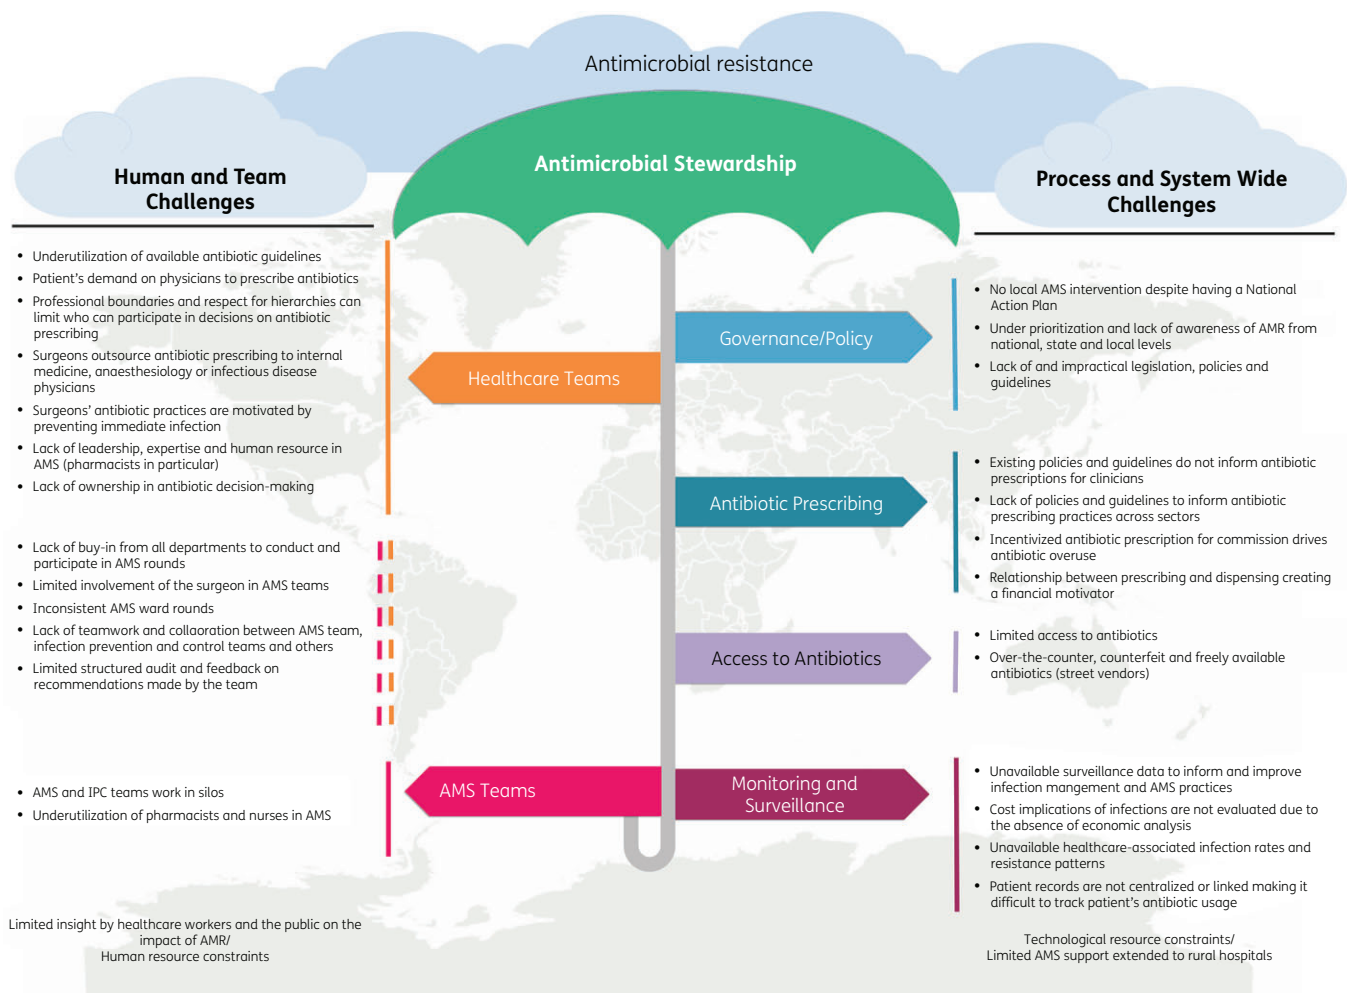 Antimicrobial resistance
Antimicrobial Stewardship
Human and Team
Challenges
• Underutilization of available antibiotic guidelines
• Patient's demand on physicians to prescribe antibiotics
• Professional boundaries and respect for hierarchies can
limit who can participate in decisions on antibiotic
prescribing
• Surgeons outsource antibiotic prescribing to internal
medicine, anaesthesiology or infectious disease
physicians
• Surgeons' antibiotic practices are motivated by
preventing immediate infection
• Lack of leadership, expertise and human resource in
AMS (pharmacists in particular)
• Lack of ownership in antibiotic decision-making
• Lack of buy-in from all departments to conduct and
participate in AMS rounds
• Limited involvement of the surgeon in AMS teams
• Inconsistent AMS ward rounds
• Lack of teamwork and collaoration between AMS team,
infection prevention and control teams and others
• Limited structured audit and feedback on
recommendations made by the team
• AMS and IPC teams work in silos
• Underutilization of pharmacists and nurses in AMS
Limited insight by healthcare workers and the public on the
impact of AMR/
Human resource constraints
Healthcare Teams
AMS Teams
Governance/Policy
Antibiotic Prescribing
Access to Antibiotics
Monitoring and
Surveillance
Process and System Wide
Challenges
• No local AMS intervention despite having a National
Action Plan
• Under prioritization and lack of awareness of AMR from
national, state and local levels
• Lack of and impractical legislation, policies and
guidelines
• Existing policies and guidelines do not inform antibiotic
prescriptions for clinicians
• Lack of policies and guidelines to inform antibiotic
prescribing practices across sectors
• Incentivized antibiotic prescription for commission drives
antibiotic overuse
• Relationship between prescribing and dispensing creating
a financial motivator
• Limited access to antibiotics
• Over-the-counter, counterfeit and freely available
antibiotics (street vendors)
• Unavailable surveillance data to inform and improve
infection mangement and AMS practices
• Cost implications of infections are not evaluated due to
the absence of economic analysis
• Unavailable healthcare-associated infection rates and
resistance patterns
• Patient records are not centralized or linked making it
difficult to track patient's antibiotic usage
Technological resource constraints/
Limited AMS support extended to rural hospitals